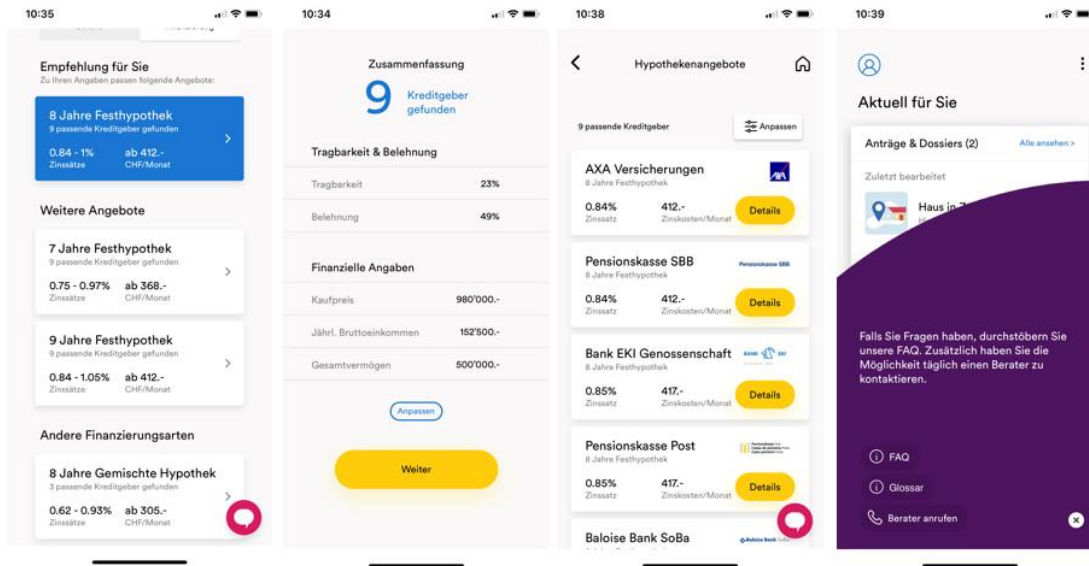 10:35
Empfehlung für Sie
Zu Ihren Angaben passen folgende Angebote:
8 Jahre Festhypothek
9 passende Kreditgeber gefunden
0.84 - 1%
ab 412.-
Zinssätze
CHF/Monat
Weitere Angebote
7 Jahre Festhypothek
9 passende Kreditgeber gefunden
0.75 - 0.97%
ab 368.-
Zinssätze
CHF/Monat
9 Jahre Festhypothek
9 passende Kreditgeber gefunden
0.84 - 1.05%
ab 412.-
Zinssätze
CHF/Monat
Andere Finanzierungsarten
8 Jahre Gemischte Hypothek
3 passende Kreditgeber gefunden
0.62 - 0.93%
ab 305.-
Zinssätze
CHF/Monat
10:34
Zusammenfassung
9 Kreditgeber
gefunden
Tragbarkeit & Belehnung
Tragbarkeit 23%
Belehnung 49%
Finanzielle Angaben
Kaufpreis 980'000.-
Jährl. Bruttoeinkommen 152'500.-
Gesamtvermögen 500'000.-
Anpassen
Weiter
10:38
Hypothekenangebote
9 passende Kreditgeber
Anpassen
AXA Versicherungen
AXA
8 Jahre Festhypothek
0.84%
412.-
Details
Zinssatz
Zinskosten/Monat
Pensionskasse SBB
Pensionskasse SBB
8 Jahre Festhypothek
0.84%
412.-
Details
Zinssatz
Zinskosten/Monat
Bank EKI Genossenschaft
BANK EKI
8 Jahre Festhypothek
0.85%
417.-
Details
Zinssatz
Zinskosten/Monat
Pensionskasse Post
8 Jahre Festhypothek
0.85%
417.-
Details
Zinssatz
Zinskosten/Monat
Baloise Bank SoBa
Baloise Bank SoBa
10:39
Aktuell für Sie
Anträge & Dossiers (2)
Alle ansehen >
Zuletzt bearbeitet
Haus in
Falls Sie Fragen haben, durchstöbern Sie
unsere FAQ. Zusätzlich haben Sie die
Möglichkeit täglich einen Berater zu
kontaktieren.
FAQ
Glossar
Berater anrufen